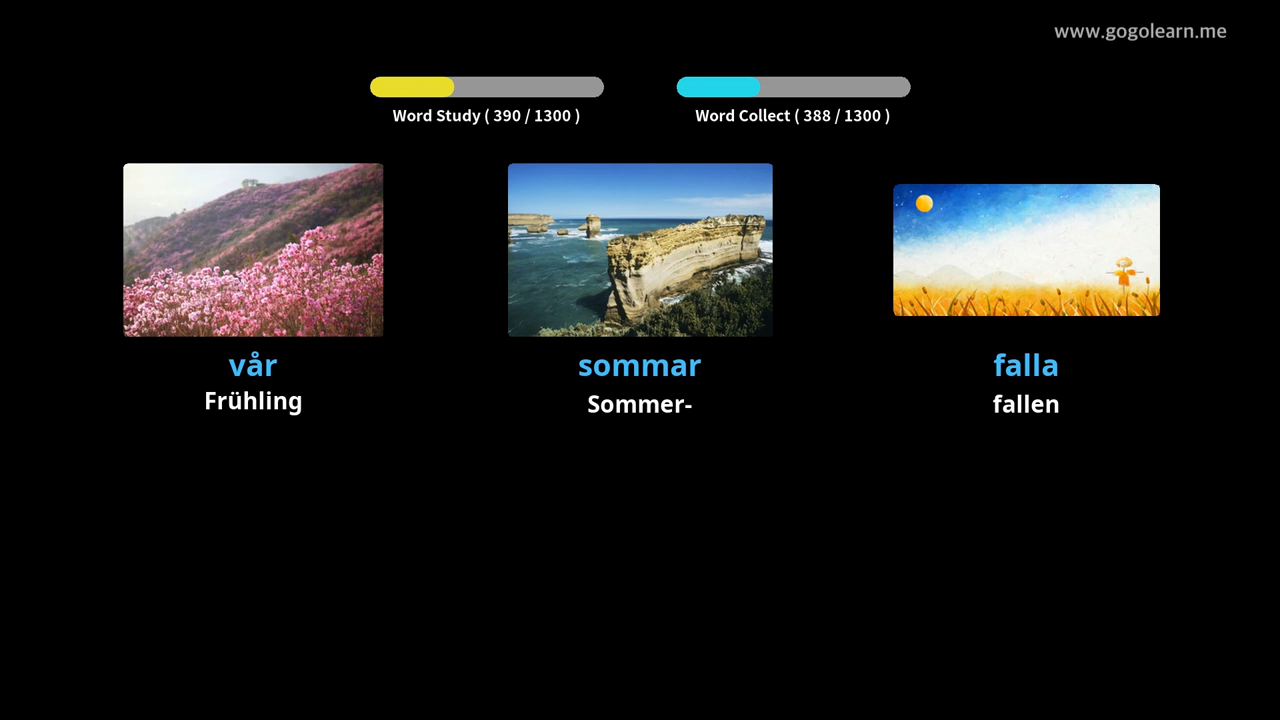 www.gogolearn.me
Word Study ( 390 / 1300 )
Word Collect ( 388 / 1300 )
vår
sommar
falla
Frühling
Sommer-
fallen